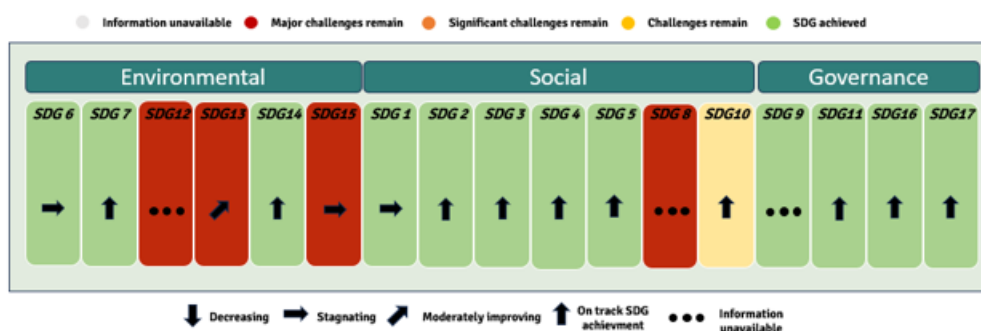 Information unavailable Major challenges remain Significant challenges remain Challenges remain SDG achieved
Environmental Social Governance
SDG 6 SDG 7 SDG12 SDG13 SDG14 SDG15 SDG 1 SDG 2 SDG 3 SDG 4 SDG 5 SDG 8 SDG10 SDG 9 SDG11 SDG16 SDG17
Decreasing Stagnating Moderately improving On track SDG achievment Information unavailable